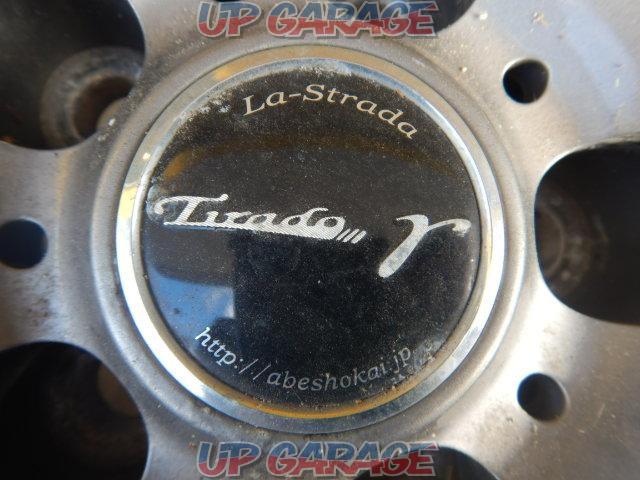 UP GARAGE
La-Strada
Tirado γ
http://abeshokai.jp
UP GARAGE